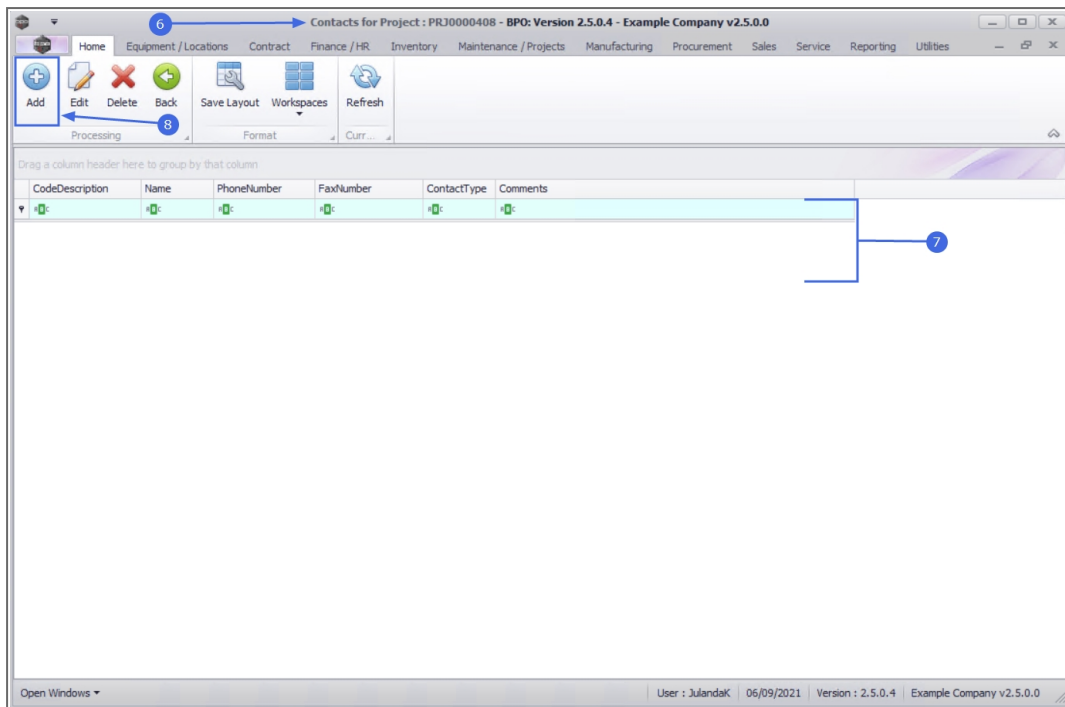 6
Contacts for Project : PRJ0000408 - BPO: Version 2.5.0.4 - Example Company v2.5.0.0
Home Equipment / Locations Contract Finance / HR Inventory Maintenance / Projects Manufacturing Procurement Sales Service Reporting Utilities
Add Edit Delete Back Save Layout Workspaces Refresh
8
Processing Format Curr...
Drag a column header here to group by that column
CodeDescription Name PhoneNumber FaxNumber ContactType Comments
7
Open Windows User : JulandaK 06/09/2021 Version : 2.5.0.4 Example Company v2.5.0.0